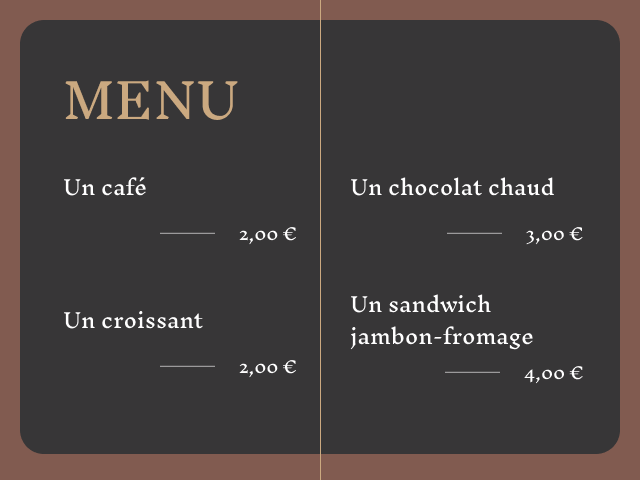 MENU
Un café
2,00 €
Un croissant
2,00 €
Un chocolat chaud
3,00 €
Un sandwich
jambon-fromage
4,00 €